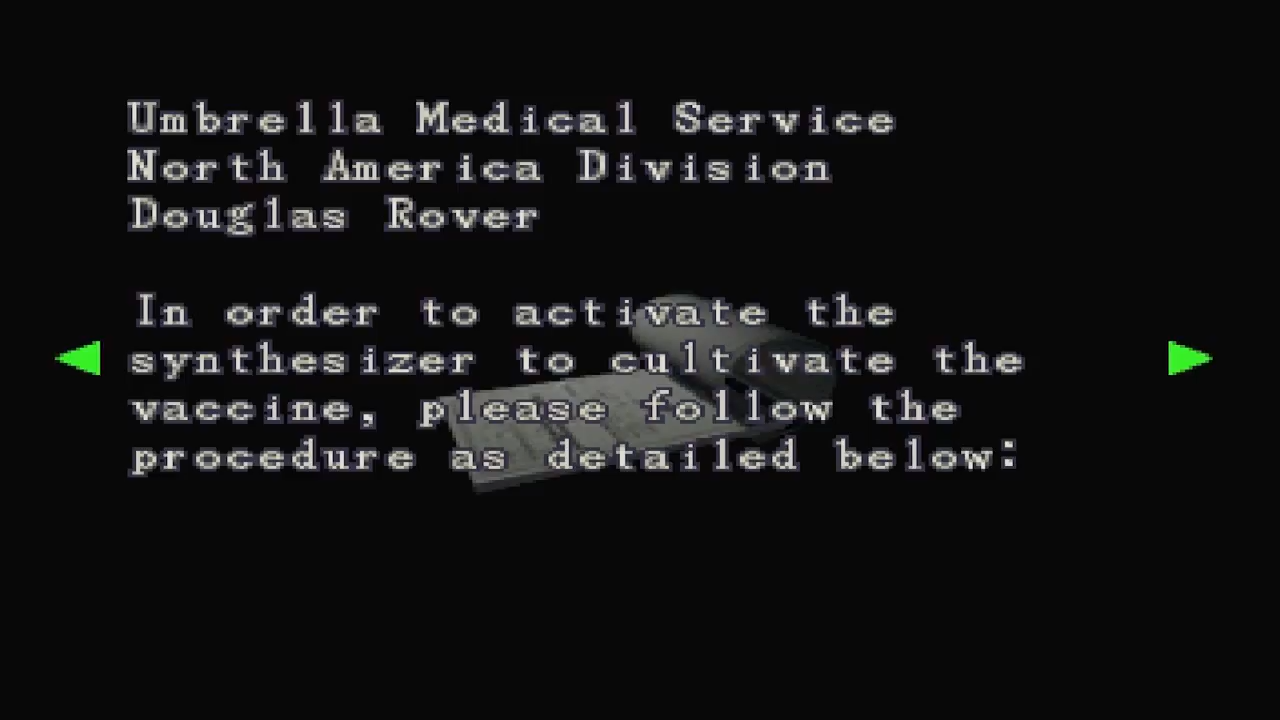 Umbrella Medical Service
North America Division
Douglas Rover
In order to activate the
synthesizer to cultivate the
vaccine, please follow the
procedure as detailed below: